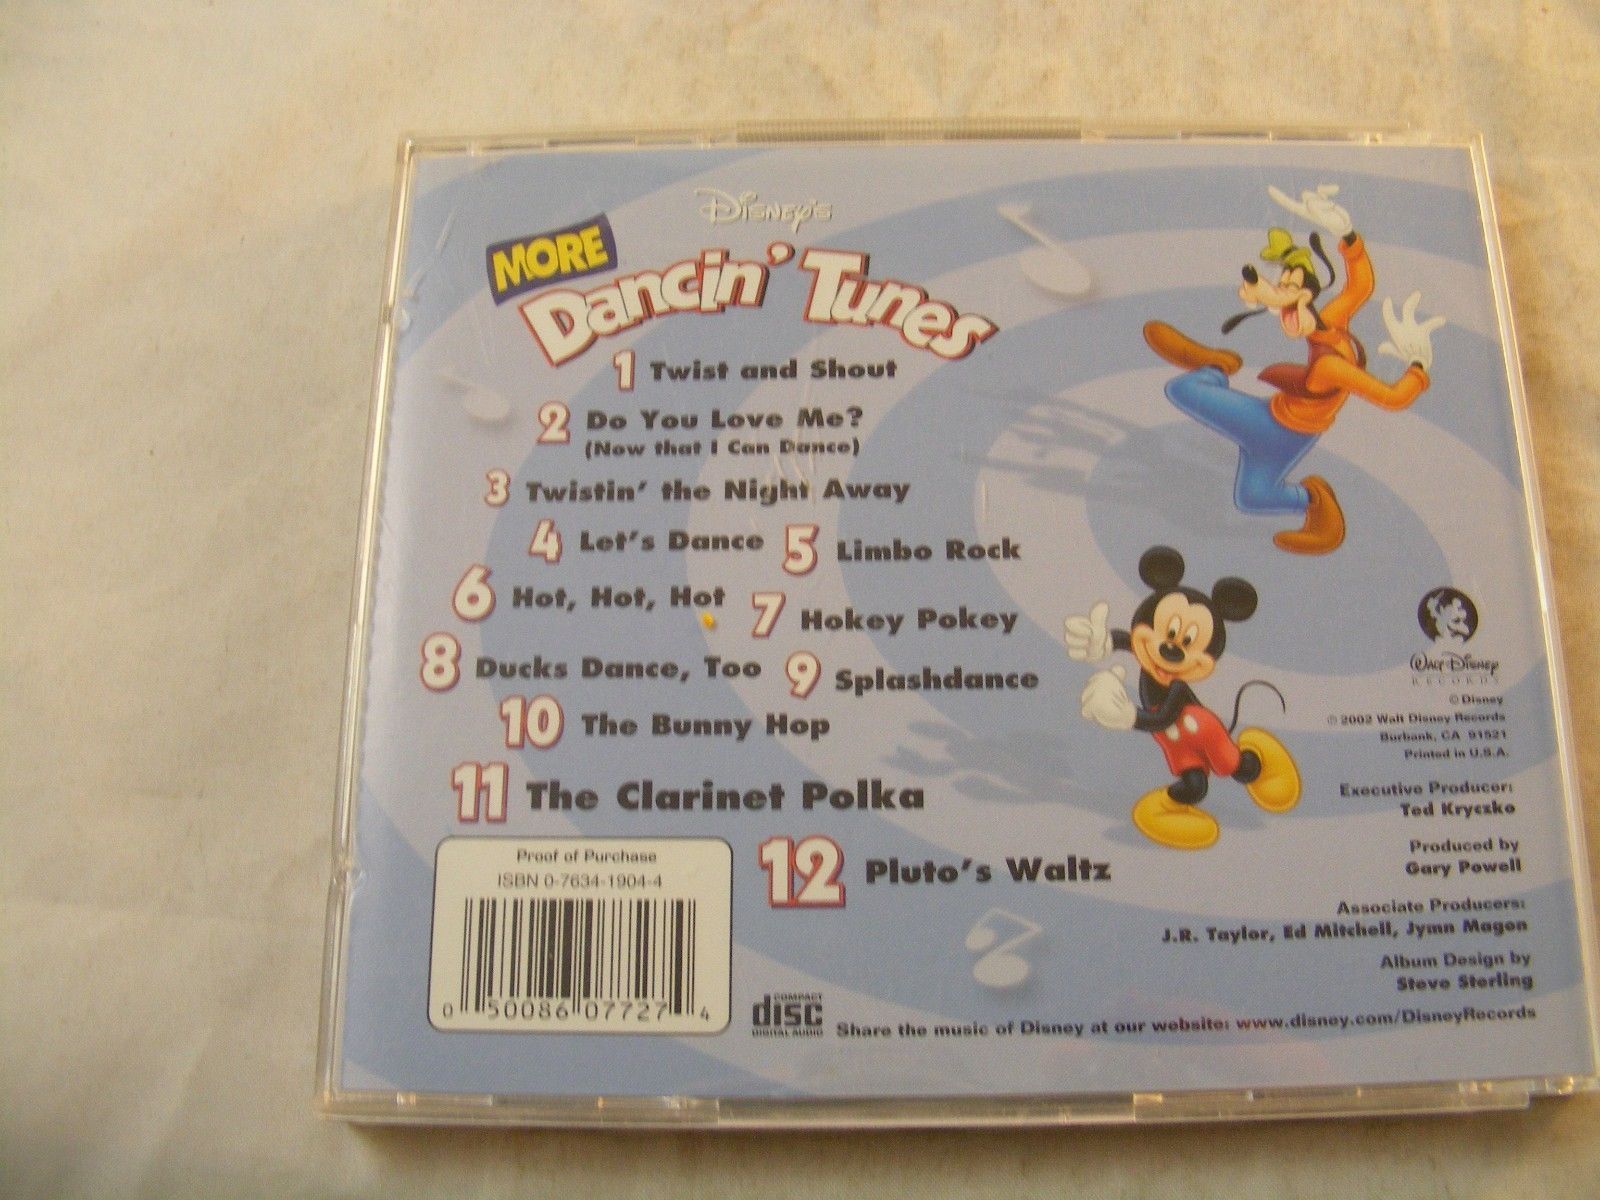 Disney's
MORE
Dancin' Tunes
1 Twist and Shout
2 Do You Love Me?
(Now that I Can Dance)
3 Twistin' the Night Away
4 Let's Dance
5 Limbo Rock
6 Hot, Hot, Hot
7 Hokey Pokey
8 Ducks Dance, Too
9 Splashdance
10 The Bunny Hop
11 The Clarinet Polka
12 Pluto's Waltz
Proof of Purchase
ISBN 0-7634-1904-4
0 50086 07727 4
COMPACT
disc
DIGITAL AUDIO
WALT DISNEY
RECORDS
© Disney
℗ 2002 Walt Disney Records
Burbank, CA 91521
Printed in U.S.A.
Executive Producer:
Ted Kryczko
Produced by
Gary Powell
Associate Producers:
J.R. Taylor, Ed Mitchell, Jymn Magon
Album Design by
Steve Sterling
Share the music of Disney at our website: www.disney.com/DisneyRecords